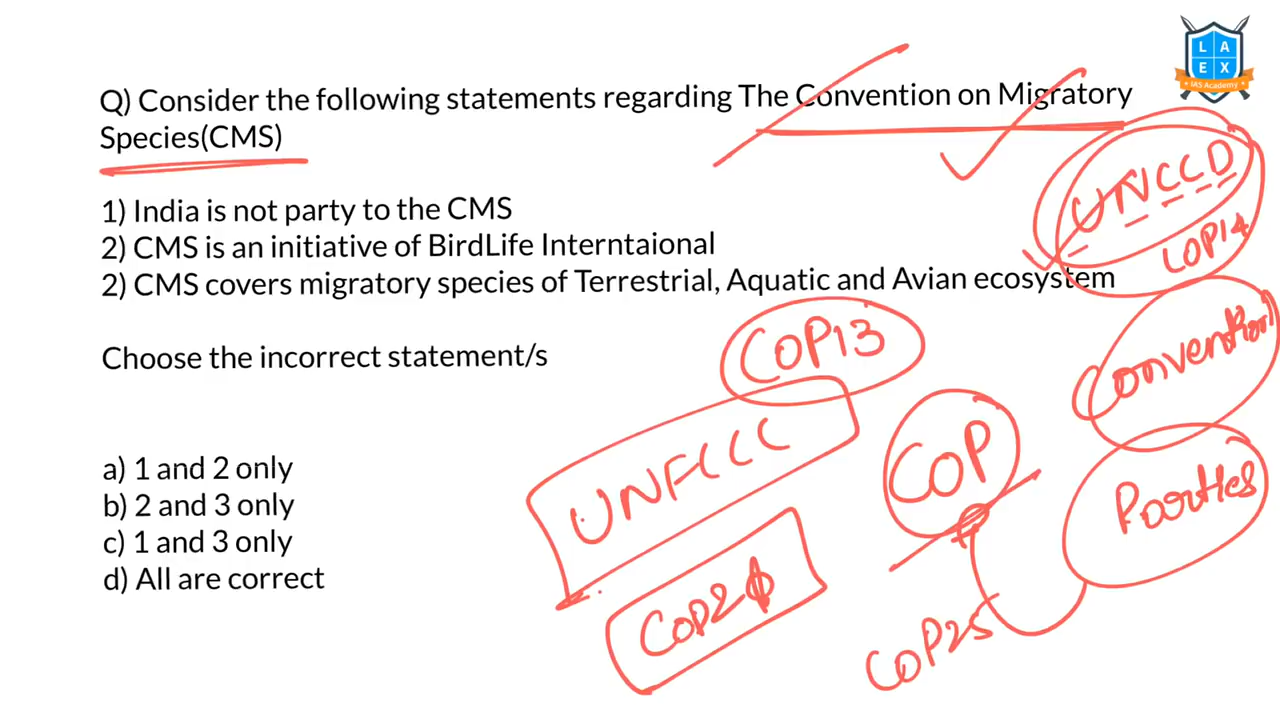 L A
E X
IAS Academy
Q) Consider the following statements regarding The Convention on Migratory
Species(CMS)
UNCCD
COP14
1) India is not party to the CMS
2) CMS is an initiative of BirdLife Interntaional
2) CMS covers migratory species of Terrestrial, Aquatic and Avian ecosystem
COP13
Convention
Choose the incorrect statement/s
UNFCCC
COP
Parties
a) 1 and 2 only
b) 2 and 3 only
c) 1 and 3 only
d) All are correct
COP25